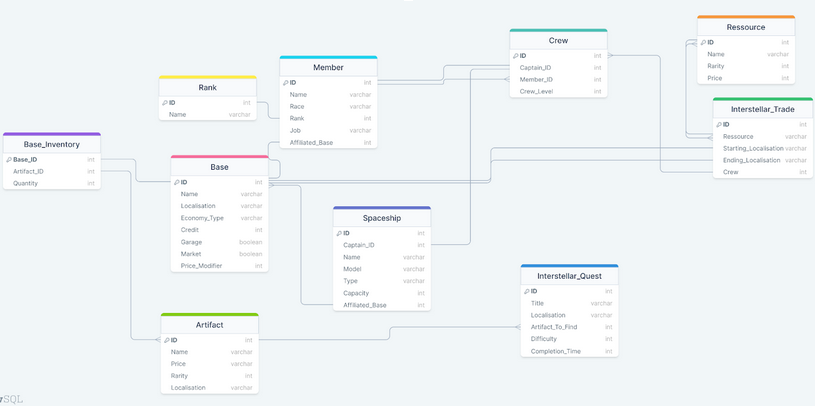 Ressource
ID int
Name varchar
Rarity int
Price int
Crew
ID int
Captain_ID int
Member_ID int
Crew_Level int
Member
ID int
Name varchar
Race varchar
Rank int
Job varchar
Affiliated_Base int
Rank
ID int
Name varchar
Interstellar_Trade
ID int
Ressource varchar
Starting_Localisation varchar
Ending_Localisation varchar
Crew int
Base_Inventory
Base_ID int
Artifact_ID int
Quantity int
Base
ID int
Name varchar
Localisation varchar
Economy_Type varchar
Credit int
Garage boolean
Market boolean
Price_Modifier int
Spaceship
ID int
Captain_ID int
Name varchar
Model varchar
Type varchar
Capacity int
Affiliated_Base int
Interstellar_Quest
ID int
Title varchar
Localisation varchar
Artifact_To_Find int
Difficulty int
Completion_Time int
Artifact
ID int
Name varchar
Price varchar
Rarity int
Localisation varchar
SQL